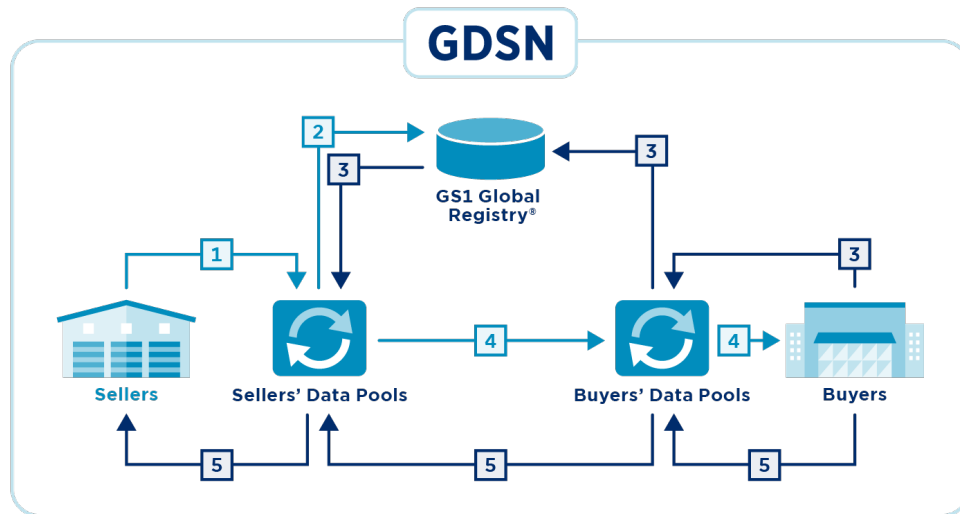 GDSN
2
3
3
GS1 Global
Registry®
1
3
4
4
Sellers
Sellers’ Data Pools
Buyers’ Data Pools
Buyers
5
5
5